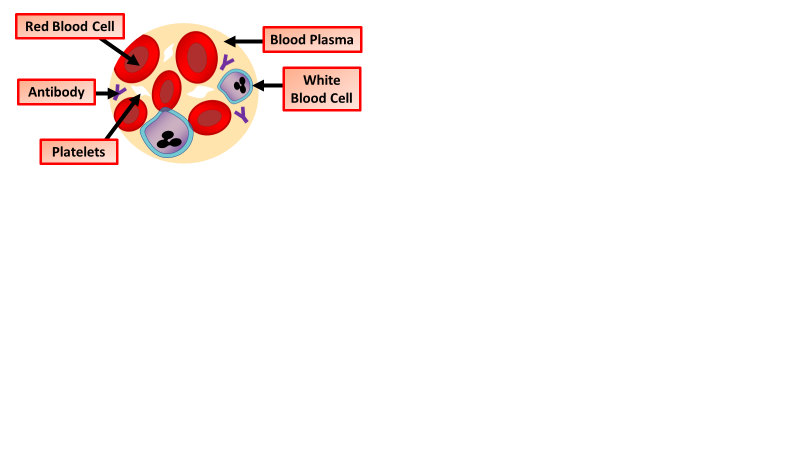 Red Blood Cell
Blood Plasma
White
Blood Cell
Antibody
Platelets